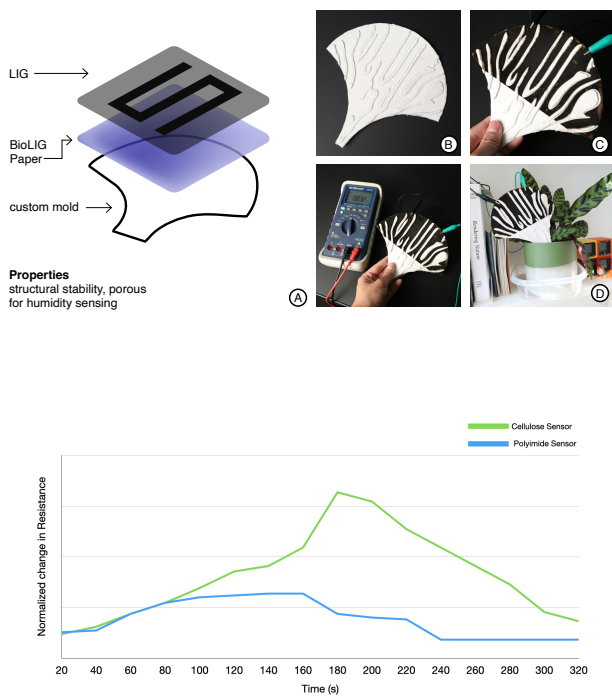 LIG
BioLIG
Paper
custom mold
Properties
structural stability, porous
for humidity sensing
A
B
C
D
Cellulose Sensor
Polyimide Sensor
Normalized change in Resistance
20 40 60 80 100 120 140 160 180 200 220 240 260 280 300 320
Time (s)